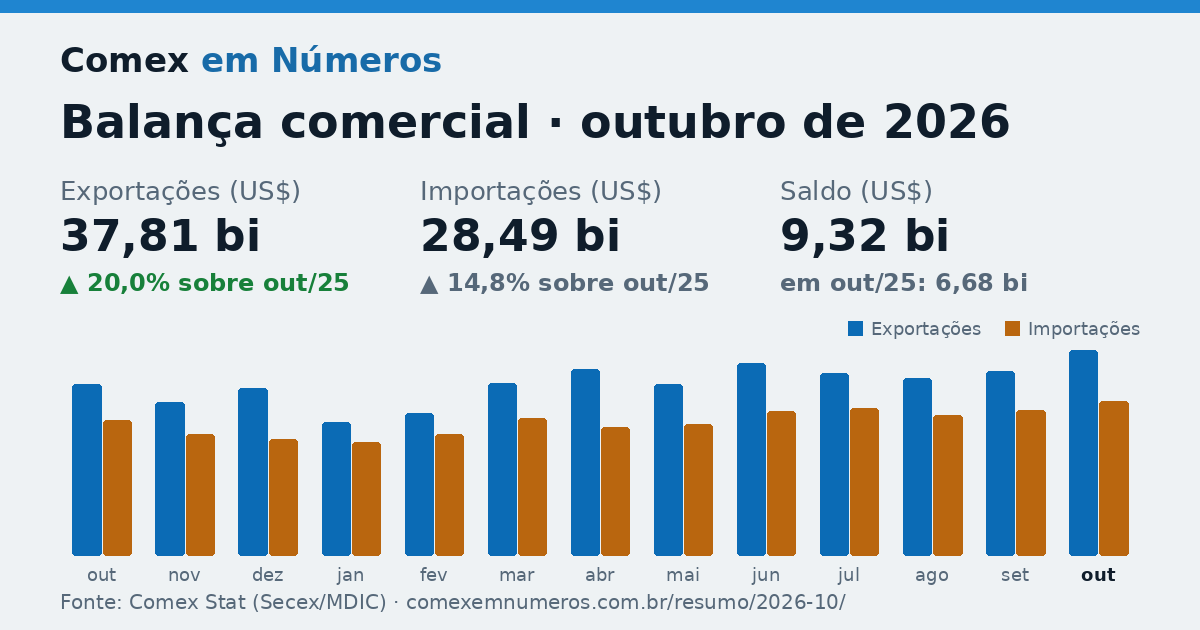 Comex em Números
Balança comercial · outubro de 2026
Exportações (US$) Importações (US$) Saldo (US$)
37,81 bi 28,49 bi 9,32 bi
▲ 20,0% sobre out/25 ▲ 14,8% sobre out/25 em out/25: 6,68 bi
Exportações Importações
out nov dez jan fev mar abr mai jun jul ago set out
Fonte: Comex Stat (Secex/MDIC) · comexemnumeros.com.br/resumo/2026-10/